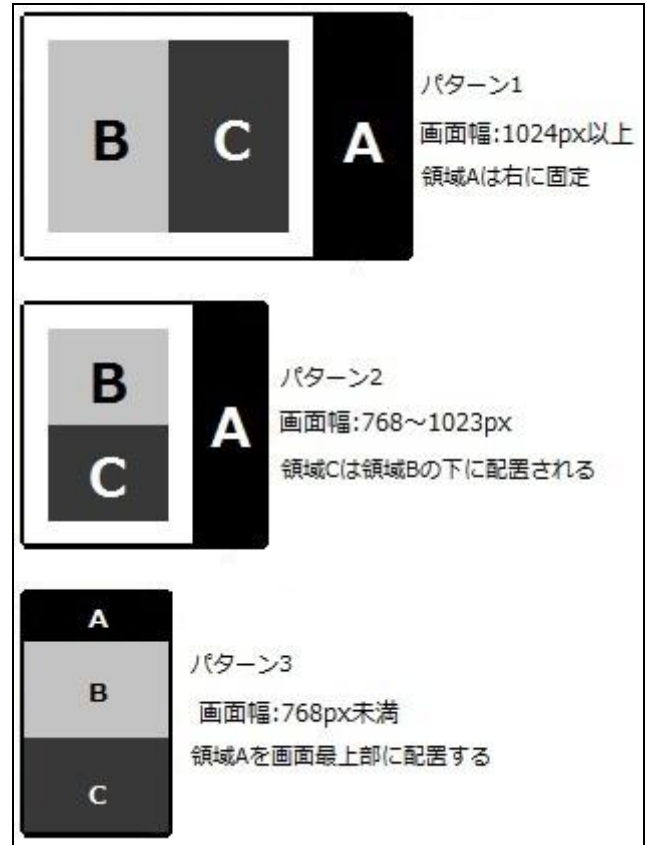 B C A
パターン1
画面幅:1024px以上
領域Aは右に固定
B
C
A
パターン2
画面幅:768～1023px
領域Cは領域Bの下に配置される
A
B
C
パターン3
画面幅:768px未満
領域Aを画面最上部に配置する